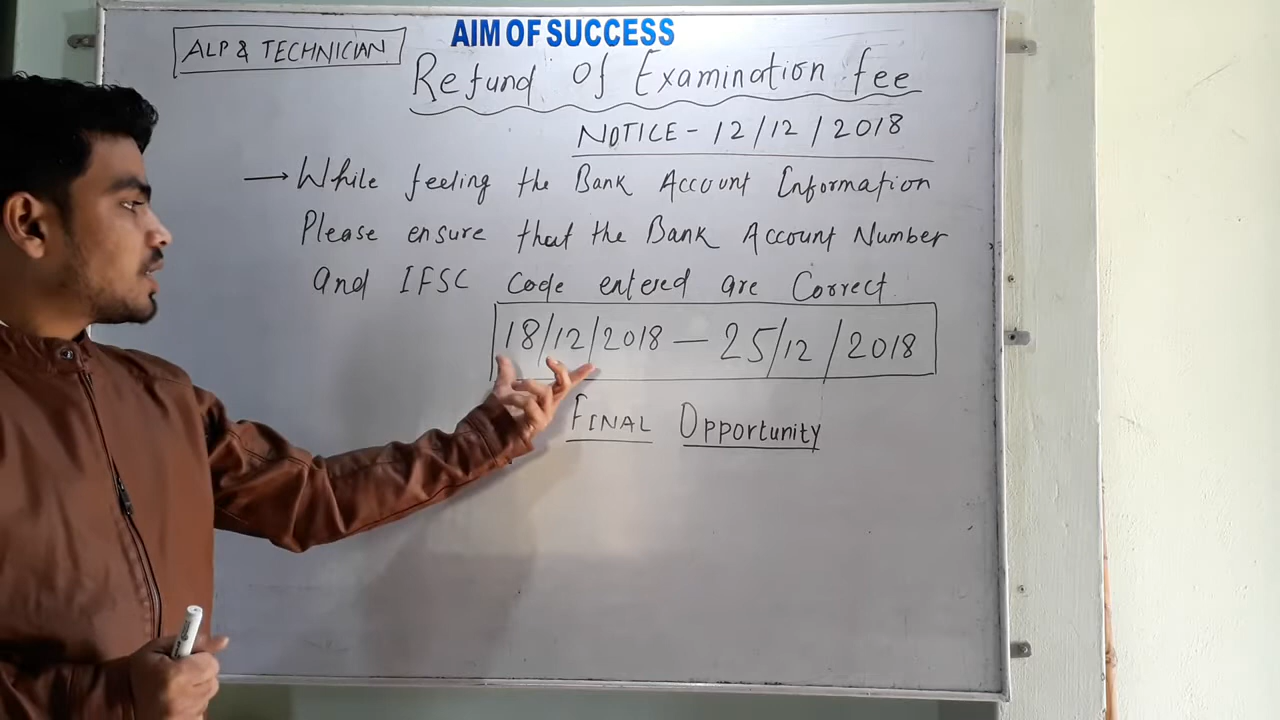 AIM OF SUCCESS
ALP & TECHNICIAN
Refund Of Examination fee
NOTICE - 12/12/2018
→ While feeling the Bank Account Information
Please ensure that the Bank Account Number
and IFSC Code entered are Correct.
18/12/2018 — 25/12/2018
FINAL Opportunity